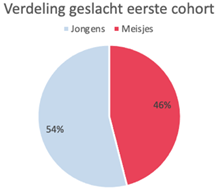 Verdeling geslacht eerste cohort
Jongens Meisjes
46%
54%